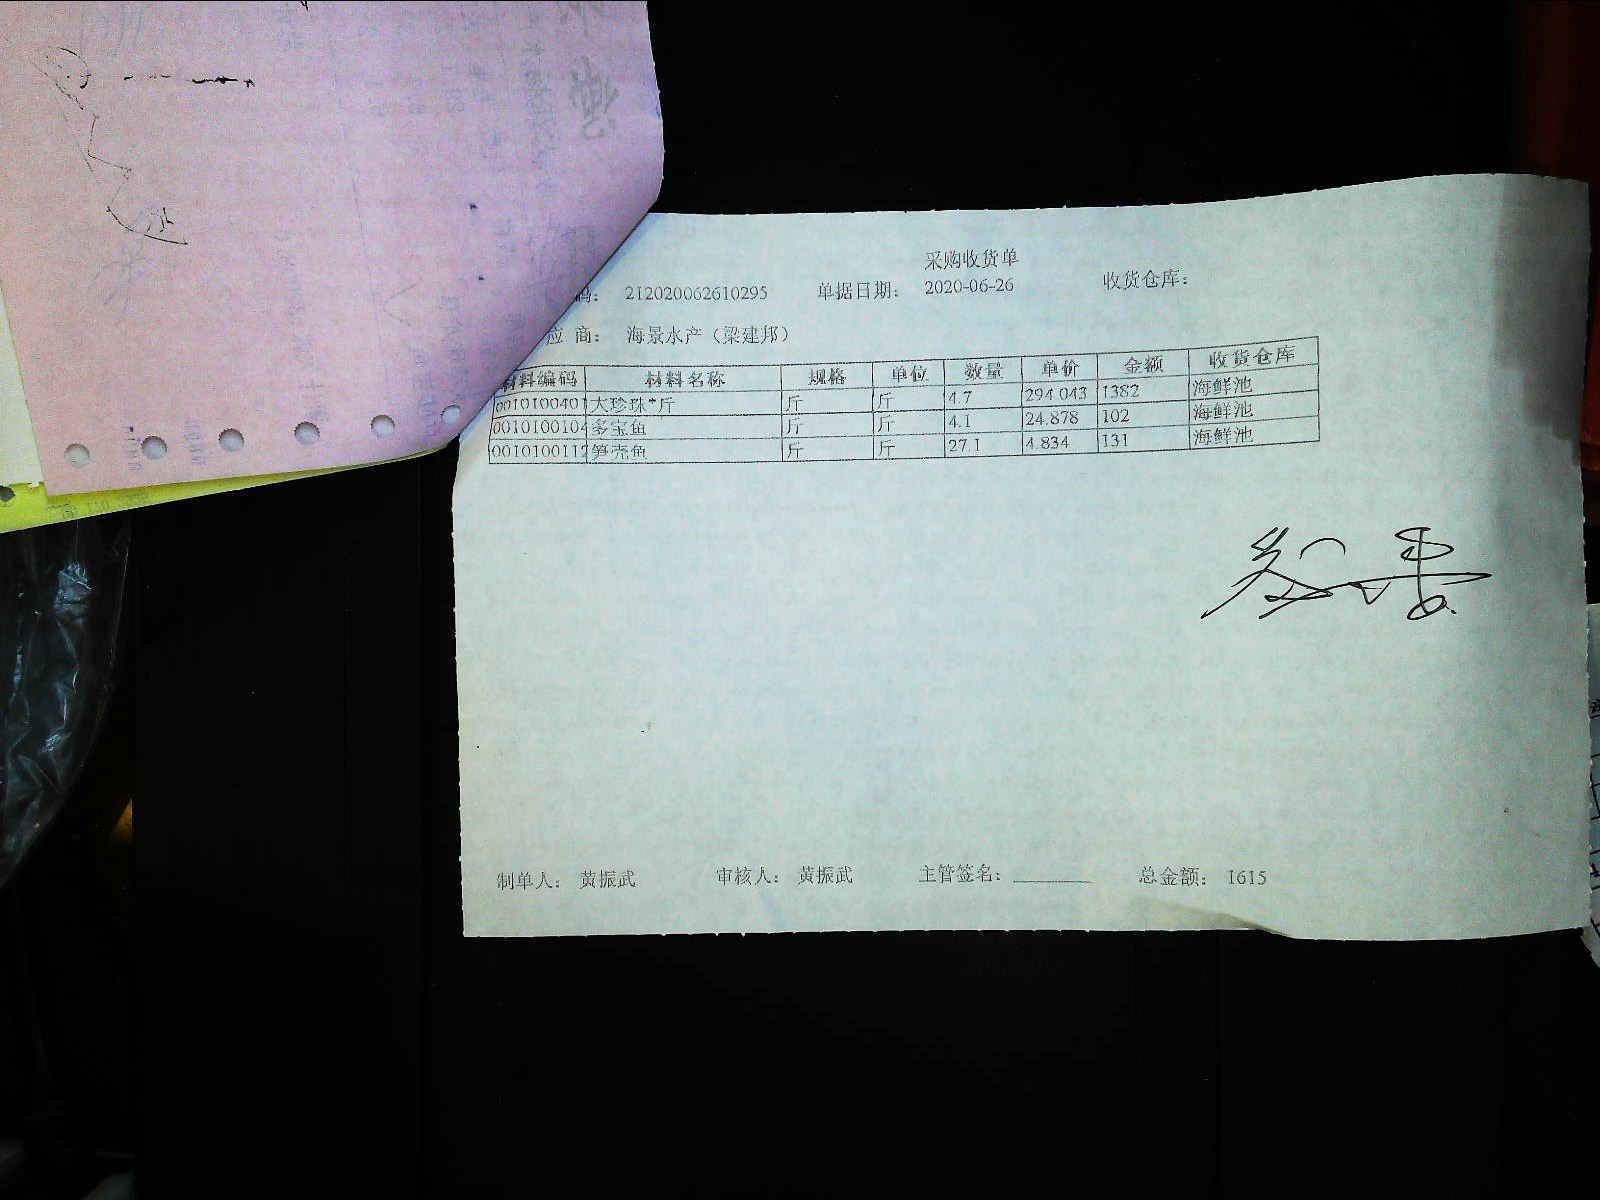 采购收货单
码： 212020062610295 单据日期： 2020-06-26 收货仓库：
应 商： 海景水产（梁建邦）
材料编码 材料名称 规格 单位 数量 单价 金额 收货仓库
0010100401 大珍珠*斤 斤 斤 4.7 294.043 1382 海鲜池
0010100104 多宝鱼 斤 斤 4.1 24.878 102 海鲜池
0010100112 笋壳鱼 斤 斤 27.1 4.834 131 海鲜池
制单人： 黄振武 审核人： 黄振武 主管签名： ________ 总金额： 1615